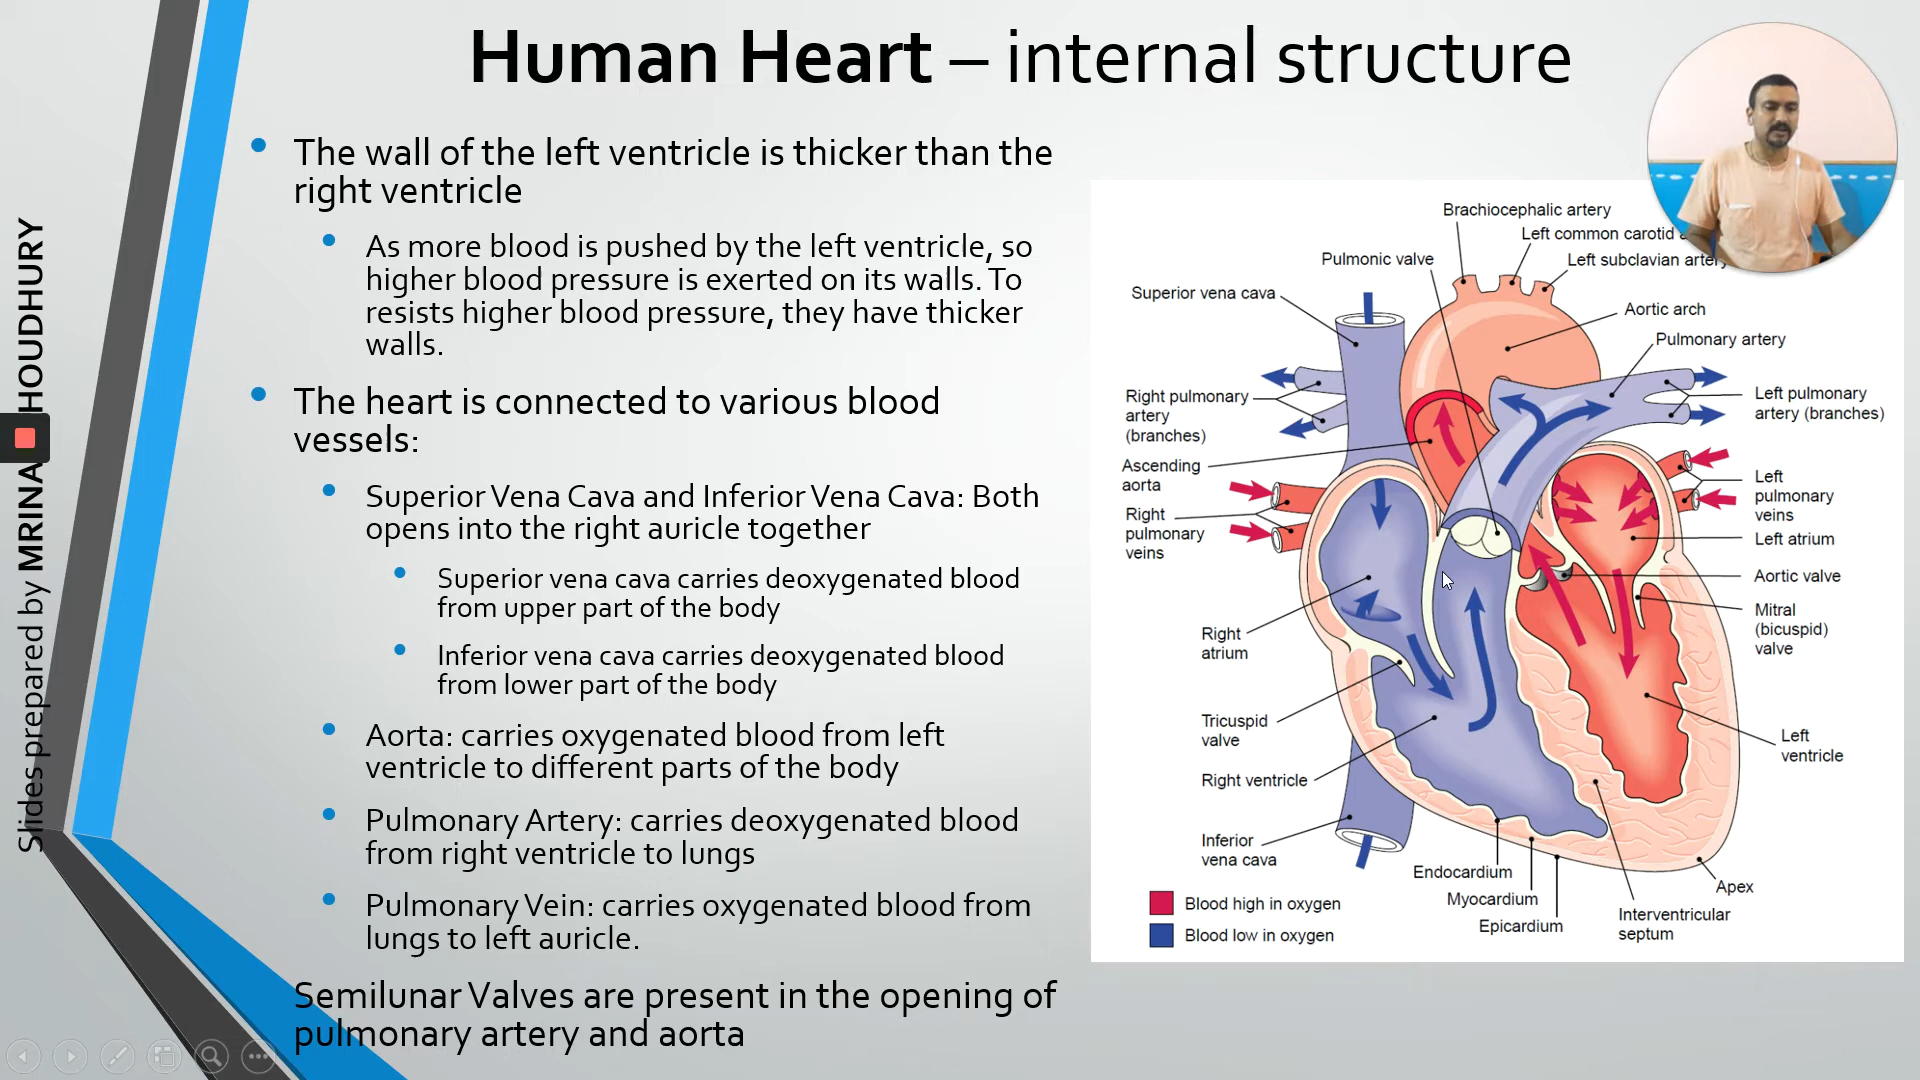 Human Heart – internal structure
The wall of the left ventricle is thicker than the
right ventricle
As more blood is pushed by the left ventricle, so
higher blood pressure is exerted on its walls. To
resists higher blood pressure, they have thicker
walls.
The heart is connected to various blood
vessels:
Superior Vena Cava and Inferior Vena Cava: Both
opens into the right auricle together
Superior vena cava carries deoxygenated blood
from upper part of the body
Inferior vena cava carries deoxygenated blood
from lower part of the body
Aorta: carries oxygenated blood from left
ventricle to different parts of the body
Pulmonary Artery: carries deoxygenated blood
from right ventricle to lungs
Pulmonary Vein: carries oxygenated blood from
lungs to left auricle.
Semilunar Valves are present in the opening of
pulmonary artery and aorta
Slides prepared by MRINA HOUDHURY
Brachiocephalic artery
Left common carotid
Left subclavian artery
Pulmonic valve
Superior vena cava
Aortic arch
Pulmonary artery
Right pulmonary
artery
(branches)
Left pulmonary
artery (branches)
Ascending
aorta
Right
pulmonary
veins
Left
pulmonary
veins
Left atrium
Aortic valve
Mitral
(bicuspid)
valve
Right
atrium
Tricuspid
valve
Right ventricle
Left
ventricle
Inferior
vena cava
Endocardium
Myocardium
Epicardium
Apex
Interventricular
septum
Blood high in oxygen
Blood low in oxygen